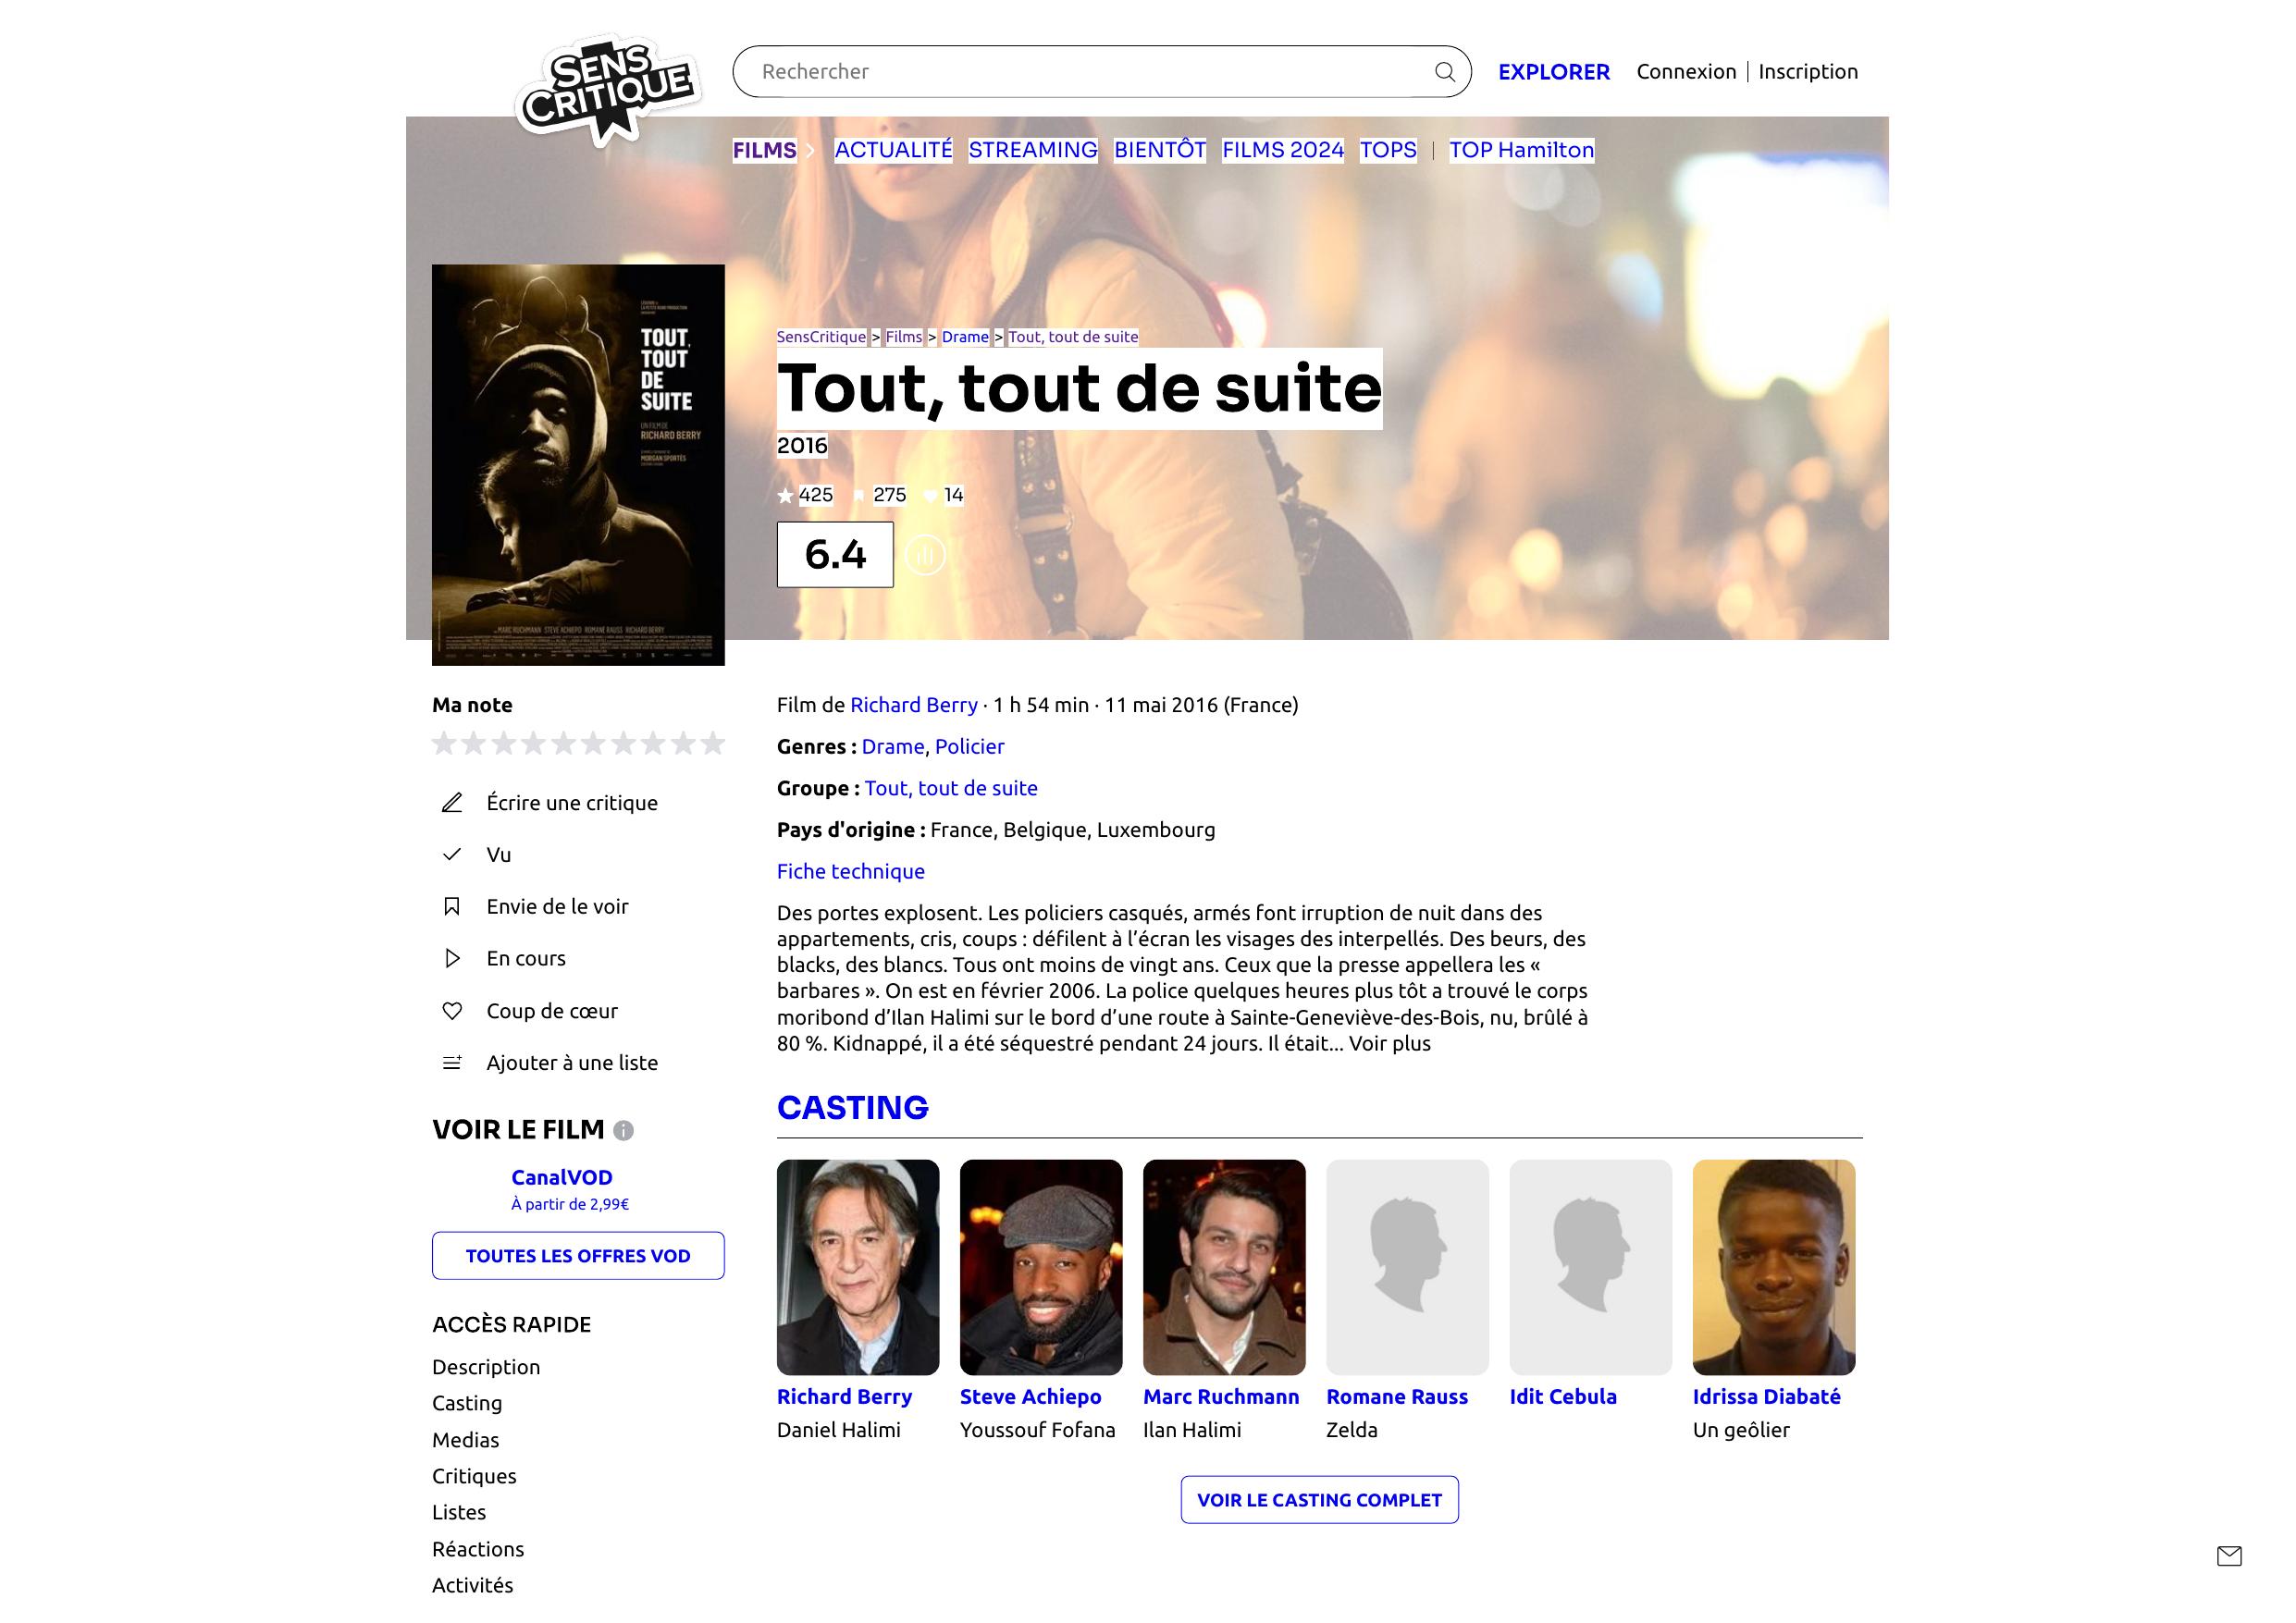 SENS
CRITIQUE
Rechercher
EXPLORER
Connexion
Inscription
FILMS
ACTUALITÉ
STREAMING
BIENTÔT
FILMS 2024
TOPS
TOP Hamilton
TOUT,
TOUT
DE
SUITE
UN FILM DE
RICHARD BERRY
MORGAN SPORTÈS
MARC RUCHMANN STEVE ACHIEPO ROMANE RAUSS RICHARD BERRY
SensCritique > Films > Drame > Tout, tout de suite
Tout, tout de suite
2016
425 275 14
6.4
Ma note
Écrire une critique
Vu
Envie de le voir
En cours
Coup de cœur
Ajouter à une liste
VOIR LE FILM
CanalVOD
À partir de 2,99€
TOUTES LES OFFRES VOD
ACCÈS RAPIDE
Description
Casting
Medias
Critiques
Listes
Réactions
Activités
Film de Richard Berry · 1 h 54 min · 11 mai 2016 (France)
Genres : Drame, Policier
Groupe : Tout, tout de suite
Pays d'origine : France, Belgique, Luxembourg
Fiche technique
Des portes explosent. Les policiers casqués, armés font irruption de nuit dans des
appartements, cris, coups : défilent à l’écran les visages des interpellés. Des beurs, des
blacks, des blancs. Tous ont moins de vingt ans. Ceux que la presse appellera les «
barbares ». On est en février 2006. La police quelques heures plus tôt a trouvé le corps
moribond d’Ilan Halimi sur le bord d’une route à Sainte-Geneviève-des-Bois, nu, brûlé à
80 %. Kidnappé, il a été séquestré pendant 24 jours. Il était... Voir plus
CASTING
Richard Berry
Daniel Halimi
Steve Achiepo
Youssouf Fofana
Marc Ruchmann
Ilan Halimi
Romane Rauss
Zelda
Idit Cebula
Idrissa Diabaté
Un geôlier
VOIR LE CASTING COMPLET